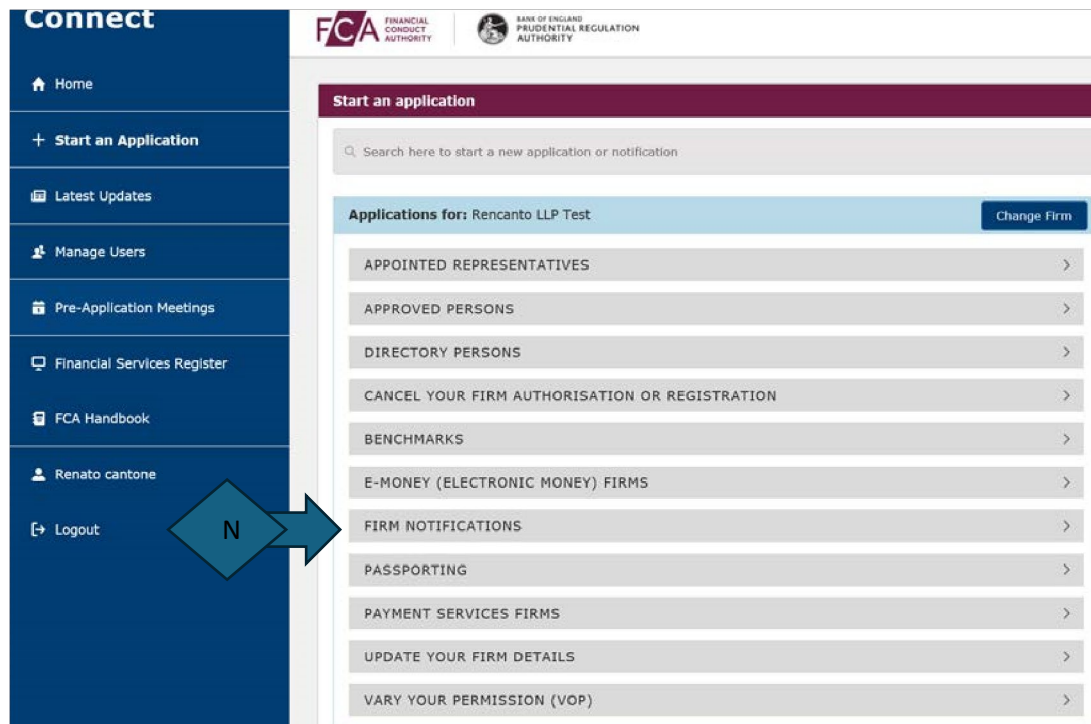 Connect
Home
Start an Application
Latest Updates
Manage Users
Pre-Application Meetings
Financial Services Register
FCA Handbook
Renato cantone
Logout
N
FCA
FINANCIAL
CONDUCT
AUTHORITY
BANK OF ENGLAND
PRUDENTIAL REGULATION
AUTHORITY
Start an application
Search here to start a new application or notification
Applications for: Rencanto LLP Test
Change Firm
APPOINTED REPRESENTATIVES
APPROVED PERSONS
DIRECTORY PERSONS
CANCEL YOUR FIRM AUTHORISATION OR REGISTRATION
BENCHMARKS
E-MONEY (ELECTRONIC MONEY) FIRMS
FIRM NOTIFICATIONS
PASSPORTING
PAYMENT SERVICES FIRMS
UPDATE YOUR FIRM DETAILS
VARY YOUR PERMISSION (VOP)